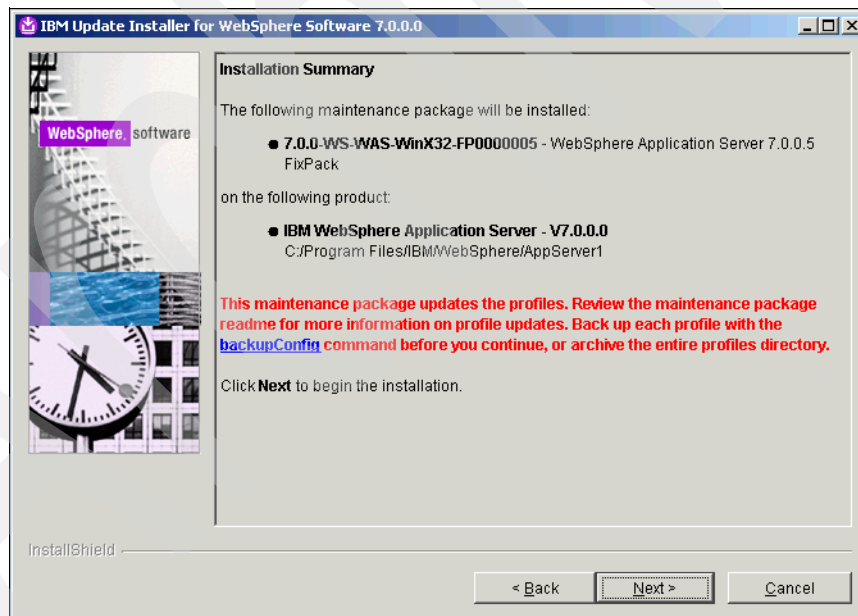 IBM Update Installer for WebSphere Software 7.0.0.0
WebSphere. software
Installation Summary
The following maintenance package will be installed:
● 7.0.0-WS-WAS-WinX32-FP0000005 - WebSphere Application Server 7.0.0.5
FixPack
on the following product:
● IBM WebSphere Application Server - V7.0.0.0
C:/Program Files/IBM/WebSphere/AppServer1
This maintenance package updates the profiles. Review the maintenance package
readme for more information on profile updates. Back up each profile with the
backupConfig command before you continue, or archive the entire profiles directory.
Click Next to begin the installation.
InstallShield
< Back
Next >
Cancel